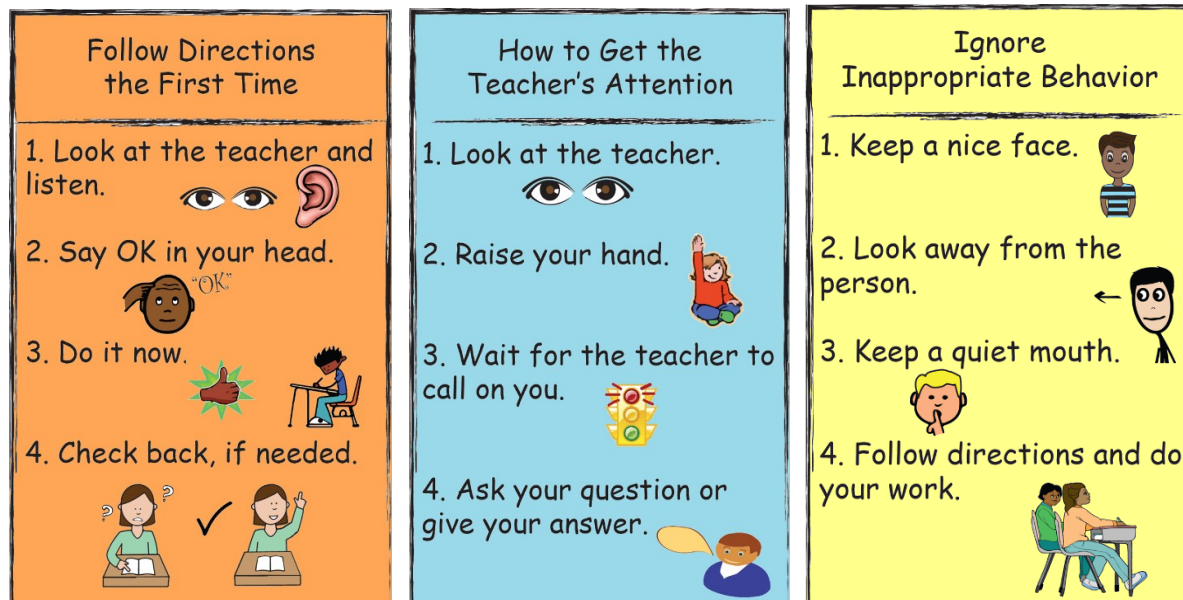 Follow Directions
the First Time
1. Look at the teacher and
listen.
2. Say OK in your head.
"OK"
3. Do it now.
4. Check back, if needed.
? ?
How to Get the
Teacher's Attention
1. Look at the teacher.
2. Raise your hand.
3. Wait for the teacher to
call on you.
4. Ask your question or
give your answer.
Ignore
Inappropriate Behavior
1. Keep a nice face.
2. Look away from the
person.
3. Keep a quiet mouth.
4. Follow directions and do
your work.